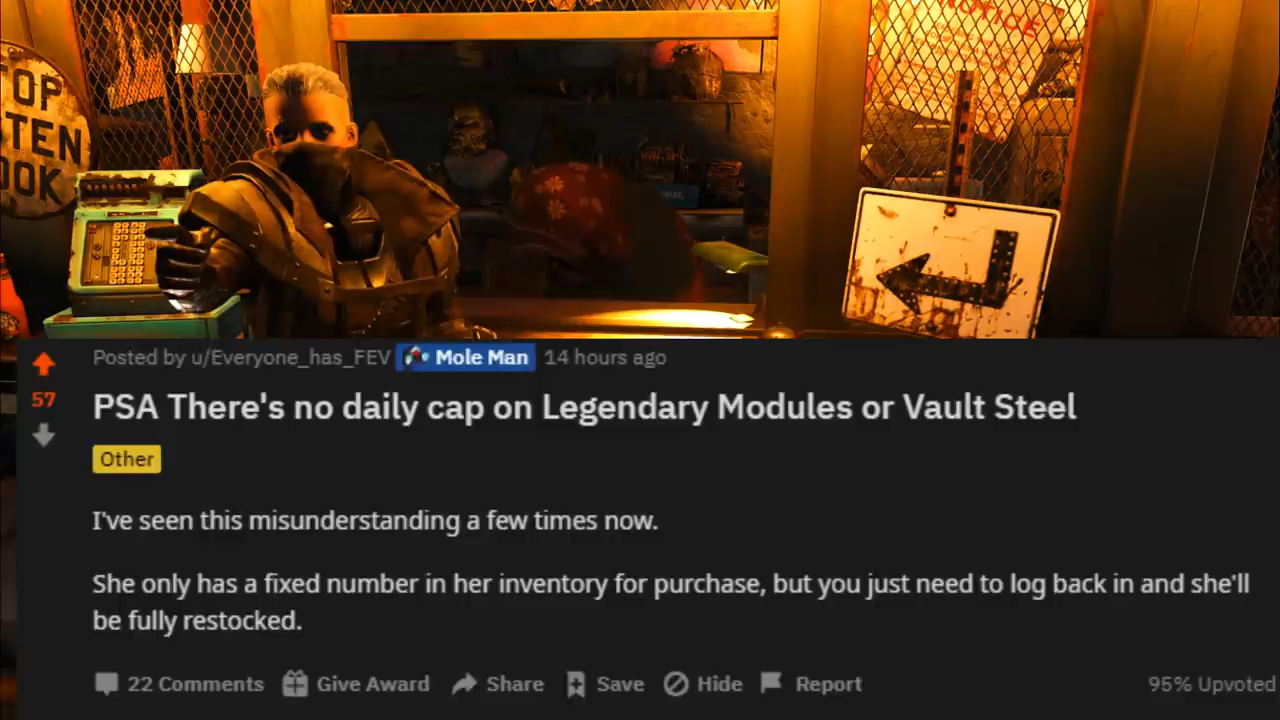 NOTICE
OP
TEN
OOK
Posted by u/Everyone_has_FEV Mole Man 14 hours ago
57
PSA There's no daily cap on Legendary Modules or Vault Steel
Other
I've seen this misunderstanding a few times now.
She only has a fixed number in her inventory for purchase, but you just need to log back in and she'll
be fully restocked.
22 Comments Give Award Share Save Hide Report 95% Upvoted